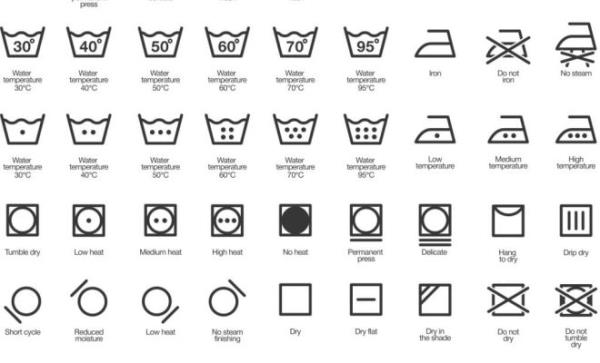 press
30° 40° 50° 60° 70° 95°
Water Water Water Water Water Water Iron Do not No steam
temperature temperature temperature temperature temperature temperature iron
30°C 40°C 50°C 60°C 70°C 95°C
Water Water Water Water Water Water Low Medium High
temperature temperature temperature temperature temperature temperature temperature temperature temperature
30°C 40°C 50°C 60°C 70°C 95°C
Tumble dry Low heat Medium heat High heat No heat Permanent Delicate Hang Drip dry
press to dry
Short cycle Reduced Low heat No steam Dry Dry flat Dry in Do not Do not
moisture finishing the shade dry tumble
dry